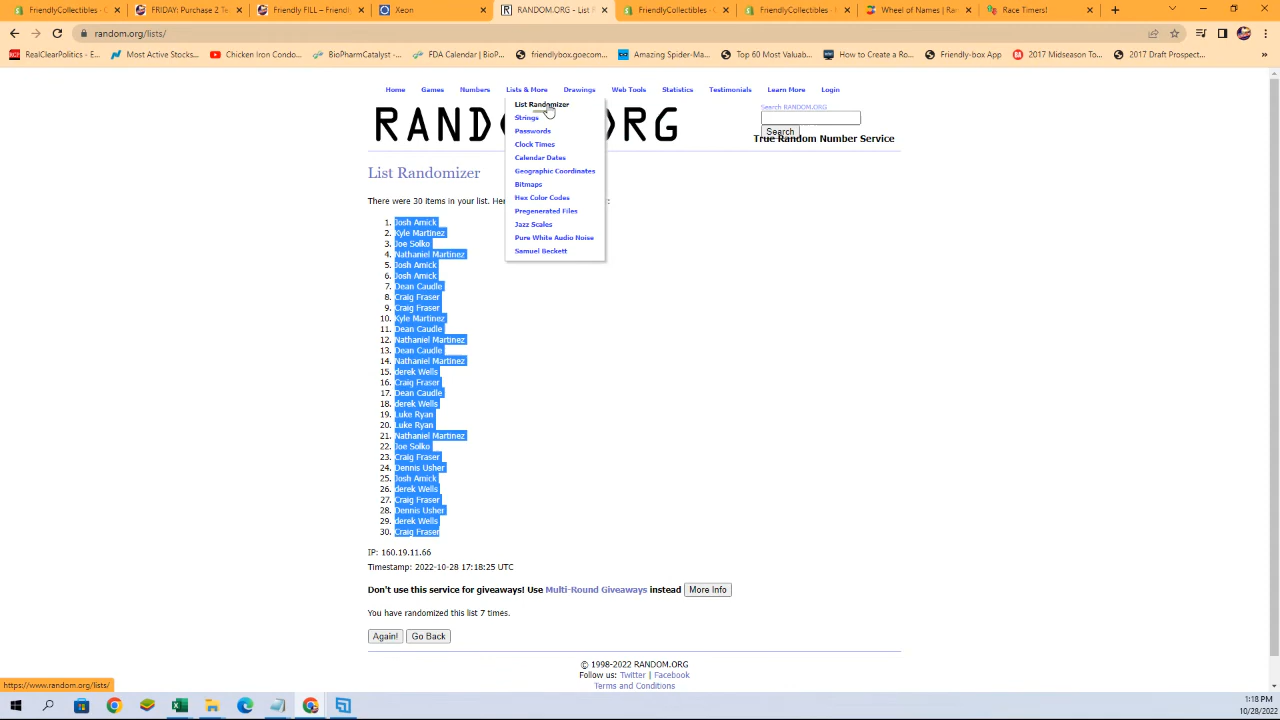 FriendlyCollectibles - C
FRIDAY: Purchase 2 Te
Friendly FILL – Friendly
Xeon
RANDOM.ORG - List R
FriendlyCollectibles - O
FriendlyCollectibles - C
Wheel of Names | Ra
Race Timers!
random.org/lists/
RealClearPolitics - E...
Most Active Stocks...
Chicken Iron Condo...
BioPharmCatalyst -...
FDA Calendar | BioP...
friendlybox.goecom...
Amazing Spider-Ma...
Top 60 Most Valuab...
How to Create a Ro...
Friendly-box App
2017 Midseason To...
2017 Draft Prospect...
Home Games Numbers Lists & More Drawings Web Tools Statistics Testimonials Learn More Login
List Randomizer
Strings
Passwords
Clock Times
Calendar Dates
Geographic Coordinates
Bitmaps
Hex Color Codes
Pregenerated Files
Jazz Scales
Pure White Audio Noise
Samuel Beckett
Search RANDOM.ORG
Search
True Random Number Service
List Randomizer
There were 30 items in your list. Her
1. Josh Amick
2. Kyle Martinez
3. Joe Solko
4. Nathaniel Martinez
5. Josh Amick
6. Josh Amick
7. Dean Caudle
8. Craig Fraser
9. Craig Fraser
10. Kyle Martinez
11. Dean Caudle
12. Nathaniel Martinez
13. Dean Caudle
14. Nathaniel Martinez
15. derek Wells
16. Craig Fraser
17. Dean Caudle
18. derek Wells
19. Luke Ryan
20. Luke Ryan
21. Nathaniel Martinez
22. Joe Solko
23. Craig Fraser
24. Dennis Usher
25. Josh Amick
26. derek Wells
27. Craig Fraser
28. Dennis Usher
29. derek Wells
30. Craig Fraser
IP: 160.19.11.66
Timestamp: 2022-10-28 17:18:25 UTC
Don't use this service for giveaways! Use Multi-Round Giveaways instead More Info
You have randomized this list 7 times.
Again! Go Back
© 1998-2022 RANDOM.ORG
Follow us: Twitter | Facebook
Terms and Conditions
https://www.random.org/lists/
1:18 PM
10/28/2022